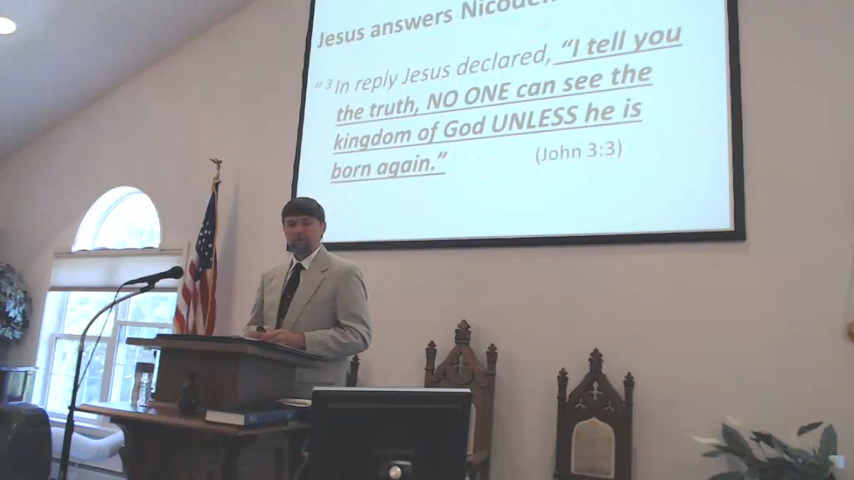 Jesus answers
"3 In reply Jesus declared, "I tell you
the truth, NO ONE can see the
kingdom of God UNLESS he is
born again." (John 3:3)